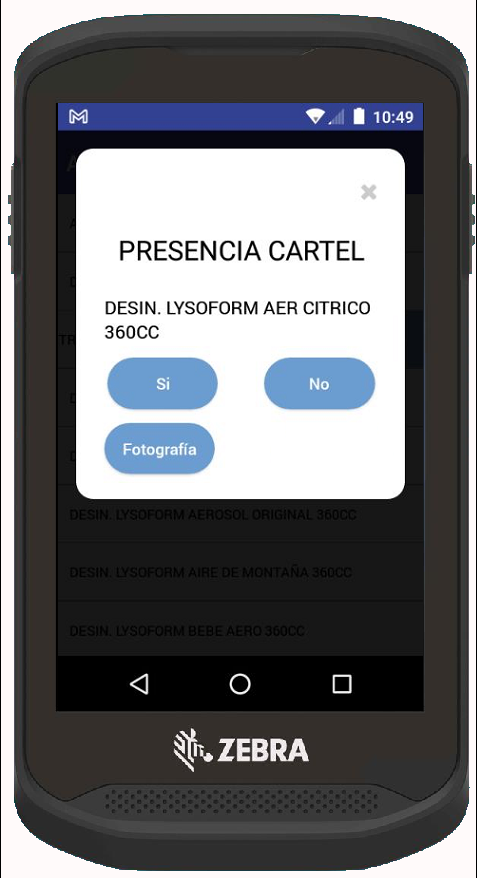 10:49
PRESENCIA CARTEL
DESIN. LYSOFORM AER CITRICO
360CC
Si
No
Fotografía
DESIN. LYSOFORM AEROSOL ORIGINAL 360CC
DESIN. LYSOFORM AIRE DE MONTAÑA 360CC
DESIN. LYSOFORM BEBE AERO 360CC
ZEBRA